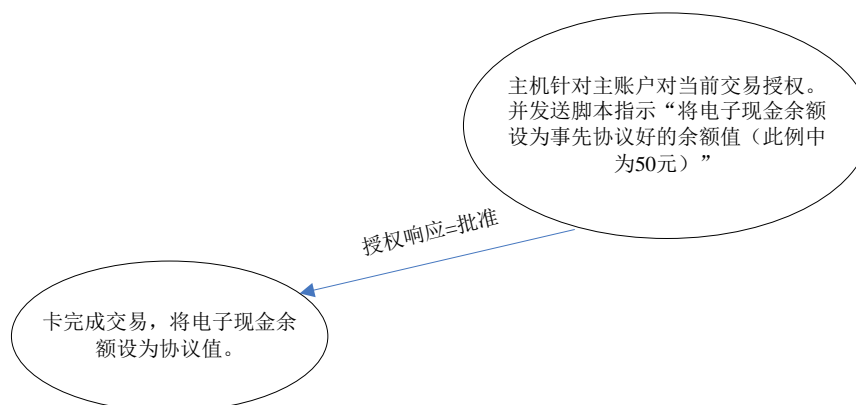 主机针对主账户对当前交易授权。
并发送脚本指示“将电子现金余额
设为事先协议好的余额值（此例中
为50元）”
授权响应=批准
卡完成交易，将电子现金余
额设为协议值。